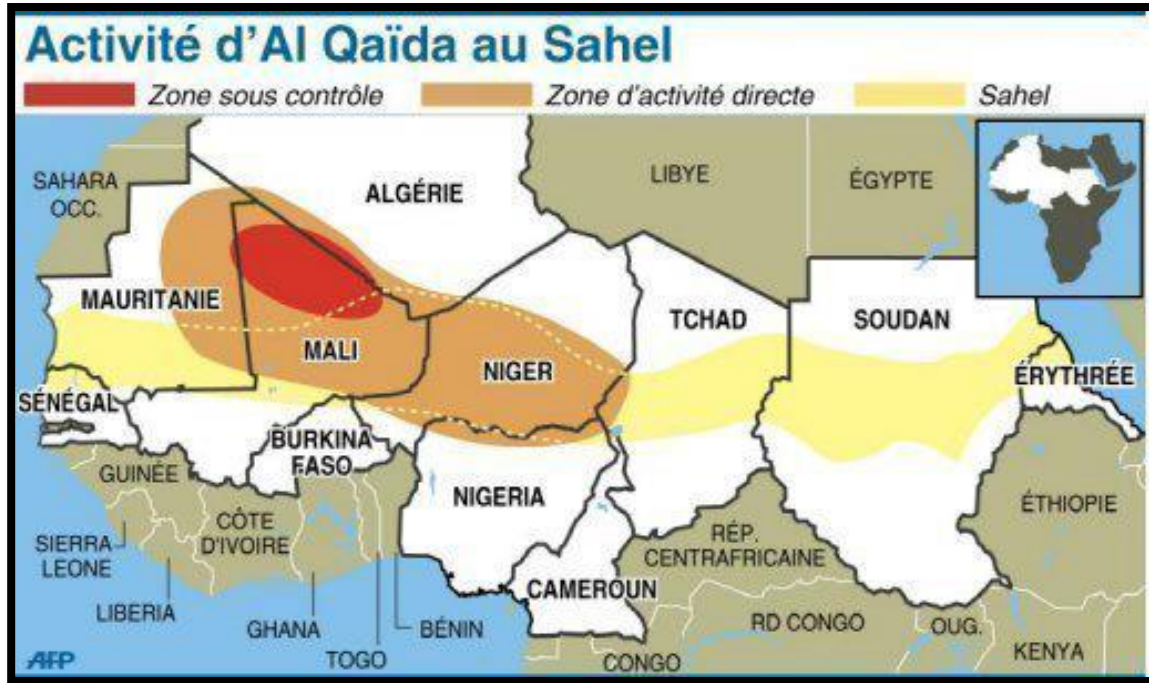 Activité d'Al Qaïda au Sahel
Zone sous contrôle
Zone d'activité directe
Sahel
SAHARA
OCC.
ALGÉRIE
LIBYE
ÉGYPTE
MAURITANIE
MALI
NIGER
TCHAD
SOUDAN
ÉRYTHRÉE
SÉNÉGAL
BURKINA
FASO
GUINÉE
NIGERIA
ÉTHIOPIE
CÔTE
D'IVOIRE
SIERRA
LEONE
RÉP.
CENTRAFRICAINE
CAMEROUN
LIBERIA
GHANA
TOGO
BÉNIN
RD CONGO
OUG.
CONGO
KENYA
AFP